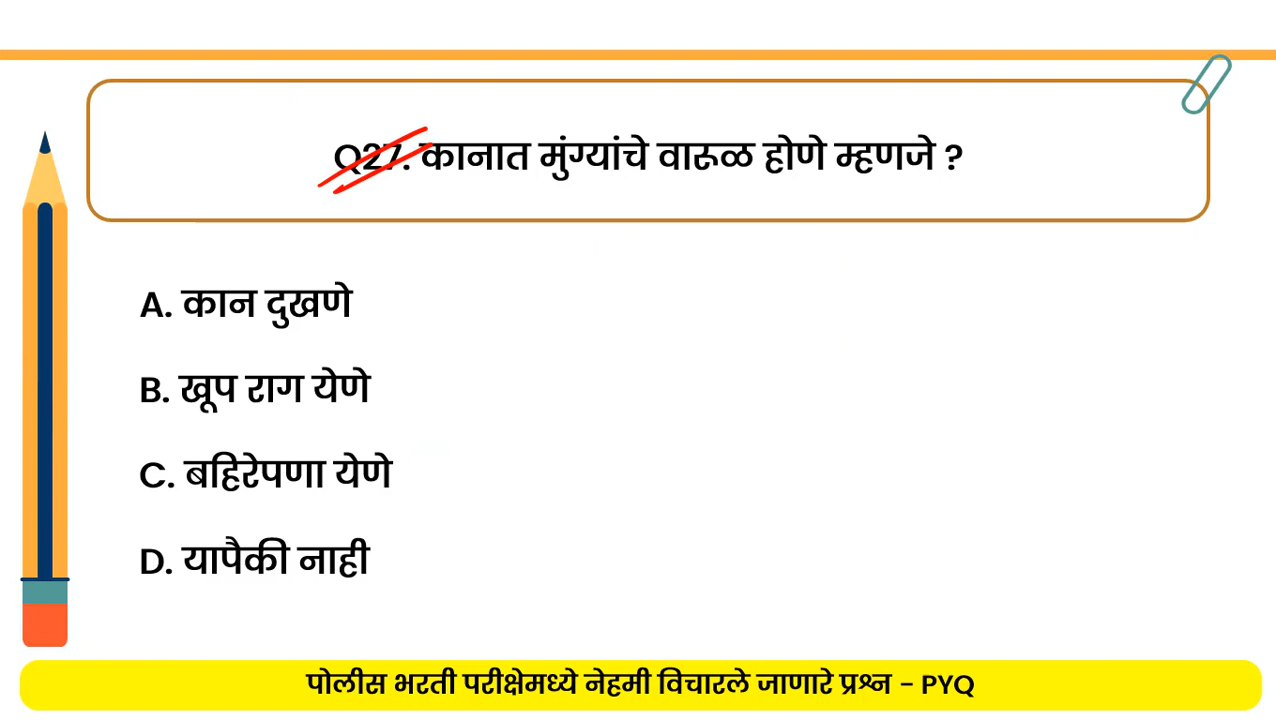 Q27. कानात मुंग्यांचे वारूळ होणे म्हणजे ?
A. कान दुखणे
B. खूप राग येणे
C. बहिरेपणा येणे
D. यापैकी नाही
पोलीस भरती परीक्षेमध्ये नेहमी विचारले जाणारे प्रश्न - PYQ